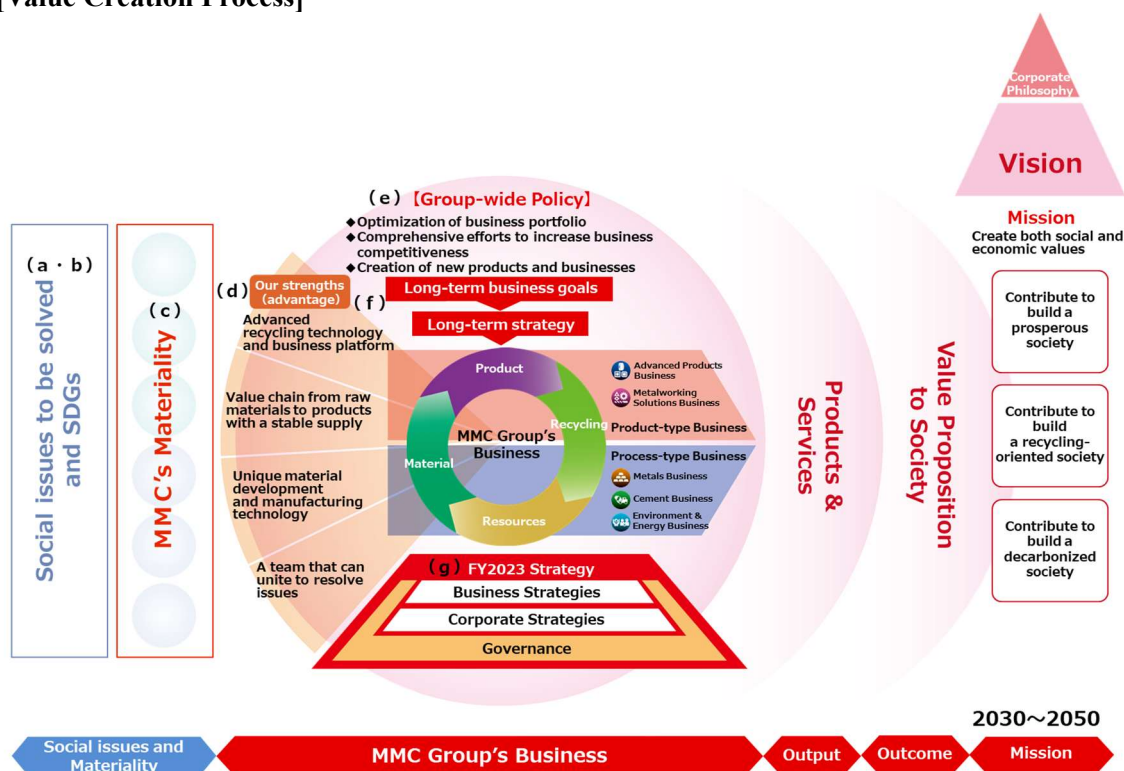 [Value Creation Process]
Corporate
Philosophy
Vision
Mission
Create both social and
economic values
(a・b)
Social issues to be solved
and SDGs
(c)
MMC's Materiality
(d)
Our strengths
(advantage)
Advanced
recycling technology
and business platform
Value chain from raw
materials to products
with a stable supply
Unique material
development
and manufacturing
technology
A team that can
unite to resolve
issues
(e)【Group-wide Policy】
◆Optimization of business portfolio
◆Comprehensive efforts to increase business
competitiveness
◆Creation of new products and businesses
(f)
Long-term business goals
Long-term strategy
Product
Recycling
Material
Resources
MMC Group's
Business
Advanced Products
Business
Metalworking
Solutions Business
Product-type Business
Process-type Business
Metals Business
Cement Business
Environment &
Energy Business
(g) FY2023 Strategy
Business Strategies
Corporate Strategies
Governance
Products &
Services
Value Proposition
to Society
Contribute to
build a
prosperous
society
Contribute to
build
a recycling-
oriented society
Contribute to
build a
decarbonized
society
2030～2050
Social issues and
Materiality
MMC Group's Business
Output
Outcome
Mission